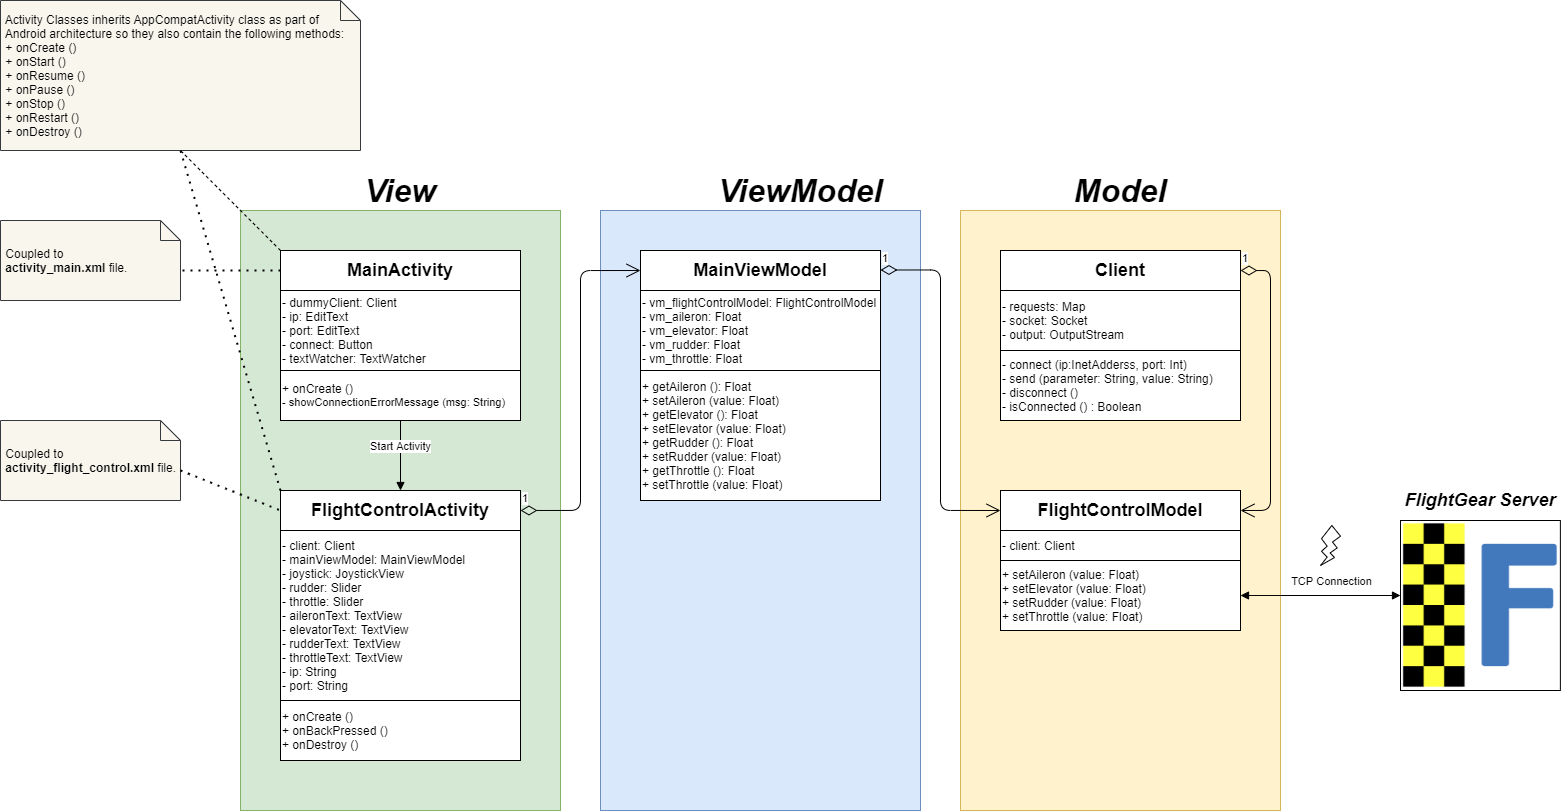 Activity Classes inherits AppCompatActivity class as part of
Android architecture so they also contain the following methods:
+ onCreate ()
+ onStart ()
+ onResume ()
+ onPause ()
+ onStop ()
+ onRestart ()
+ onDestroy ()
Coupled to
activity_main.xml file.
Coupled to
activity_flight_control.xml file.
View
MainActivity
- dummyClient: Client
- ip: EditText
- port: EditText
- connect: Button
- textWatcher: TextWatcher
+ onCreate ()
- showConnectionErrorMessage (msg: String)
Start Activity
FlightControlActivity
1
- client: Client
- mainViewModel: MainViewModel
- joystick: JoystickView
- rudder: Slider
- throttle: Slider
- aileronText: TextView
- elevatorText: TextView
- rudderText: TextView
- throttleText: TextView
- ip: String
- port: String
+ onCreate ()
+ onBackPressed ()
+ onDestroy ()
ViewModel
MainViewModel
1
- vm_flightControlModel: FlightControlModel
- vm_aileron: Float
- vm_elevator: Float
- vm_rudder: Float
- vm_throttle: Float
+ getAileron (): Float
+ setAileron (value: Float)
+ getElevator (): Float
+ setElevator (value: Float)
+ getRudder (): Float
+ setRudder (value: Float)
+ getThrottle (): Float
+ setThrottle (value: Float)
Model
Client
1
- requests: Map
- socket: Socket
- output: OutputStream
- connect (ip:InetAdderss, port: Int)
- send (parameter: String, value: String)
- disconnect ()
- isConnected () : Boolean
FlightControlModel
- client: Client
+ setAileron (value: Float)
+ setElevator (value: Float)
+ setRudder (value: Float)
+ setThrottle (value: Float)
TCP Connection
FlightGear Server
F